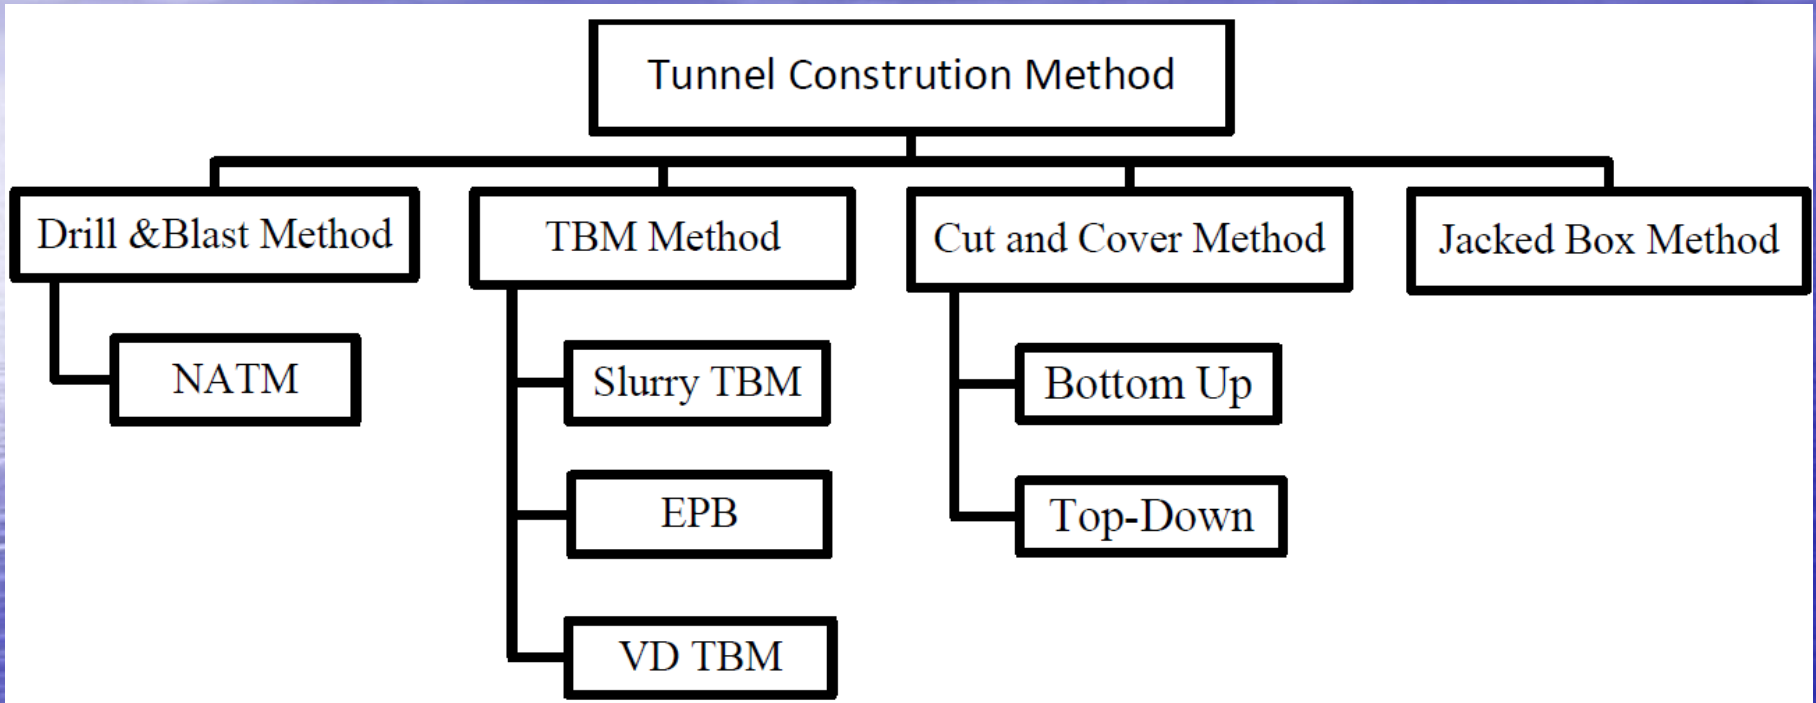 Tunnel Constrution Method
Drill &Blast Method
TBM Method
Cut and Cover Method
Jacked Box Method
NATM
Slurry TBM
EPB
VD TBM
Bottom Up
Top-Down